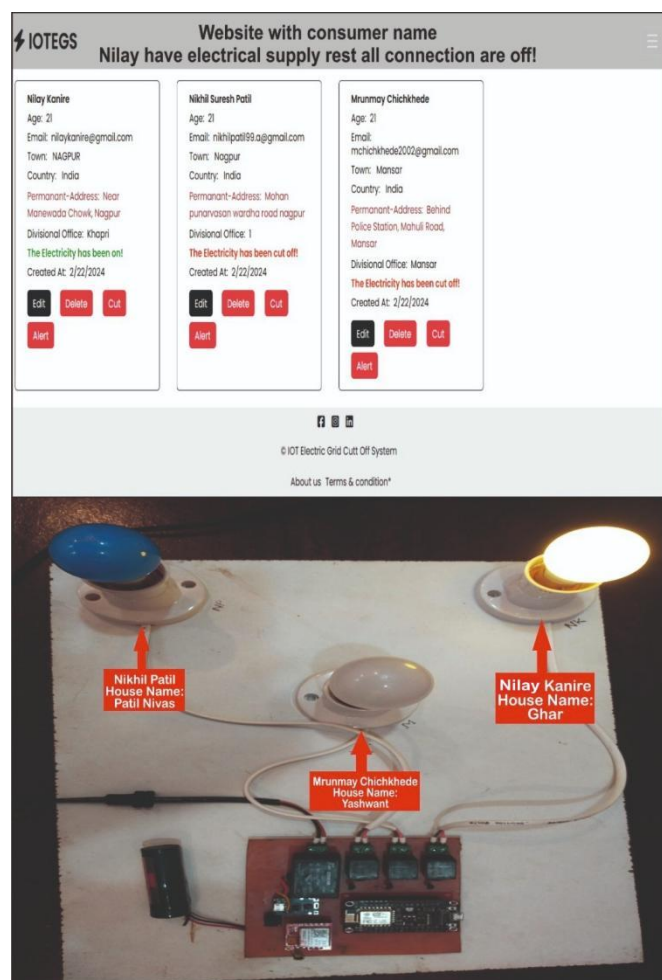 IOTEGS
Website with consumer name
Nilay have electrical supply rest all connection are off!
Nilay Kanire
Age: 21
Email: nilaykanire@gmail.com
Town: NAGPUR
Country: India
Permanant-Address: Near
Manewada Chowk, Nagpur
Divisional Office: Khapri
The Electricity has been on!
Created At: 2/22/2024
Edit Delete Cut
Alert
Nikhil Suresh Patil
Age: 21
Email: nikhilpatil99.a@gmail.com
Town: Nagpur
Country: India
Permanant-Address: Mohan
punarvasan wardha road nagpur
Divisional Office: 1
The Electricity has been cut off!
Created At: 2/22/2024
Edit Delete Cut
Alert
Mrunmay Chichkhede
Age: 21
Email:
mchichkhede2002@gmail.com
Town: Mansar
Country: India
Permanant-Address: Behind
Police Station, Mahuli Road,
Mansar
Divisional Office: Mansar
The Electricity has been cut off!
Created At: 2/22/2024
Edit Delete Cut
Alert
© IOT Electric Grid Cutt Off System
About us Terms & condition*
Nikhil Patil
House Name:
Patil Nivas
Mrunmay Chichkhede
House Name:
Yashwant
NK
Nilay Kanire
House Name:
Ghar